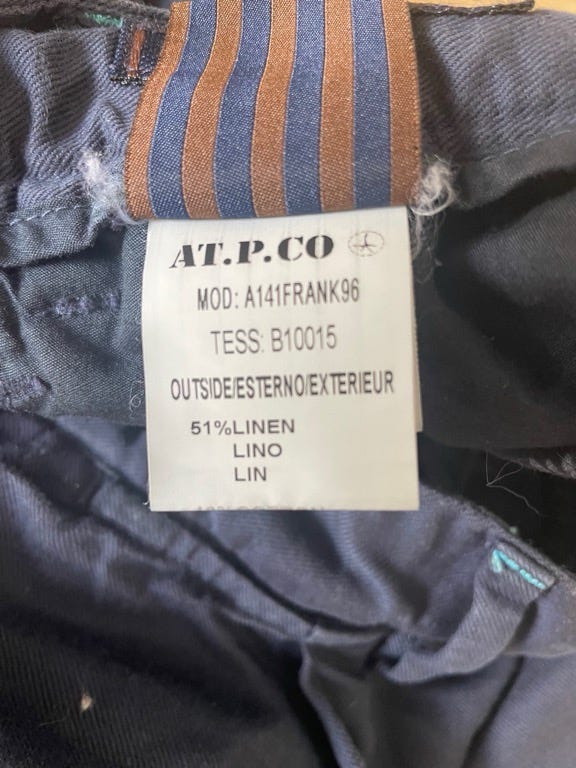 AT.P.CO
MOD: A141FRANK96
TESS: B10015
OUTSIDE/ESTERNO/EXTERIEUR
51%LINEN
LINO
LIN